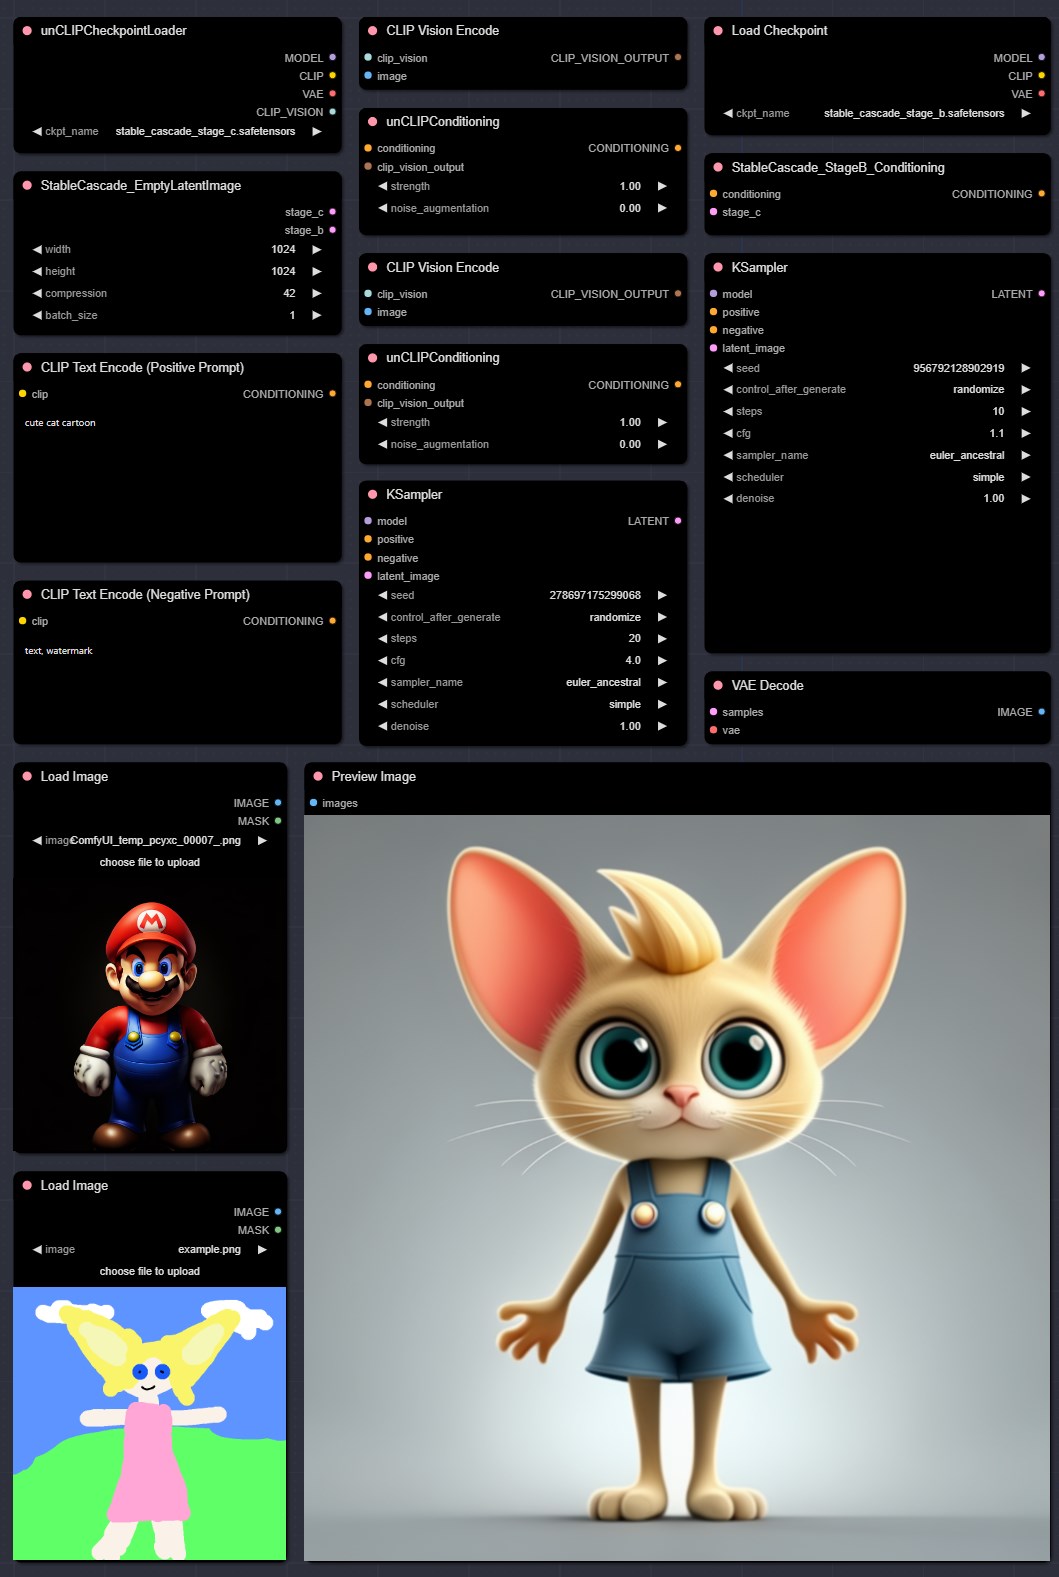 unCLIPCheckpointLoader
MODEL
CLIP
VAE
CLIP_VISION
ckpt_name stable_cascade_stage_c.safetensors
StableCascade_EmptyLatentImage
stage_c
stage_b
width 1024
height 1024
compression 42
batch_size 1
CLIP Text Encode (Positive Prompt)
clip CONDITIONING
cute cat cartoon
CLIP Text Encode (Negative Prompt)
clip CONDITIONING
text, watermark
CLIP Vision Encode
clip_vision CLIP_VISION_OUTPUT
image
unCLIPConditioning
conditioning CONDITIONING
clip_vision_output
strength 1.00
noise_augmentation 0.00
CLIP Vision Encode
clip_vision CLIP_VISION_OUTPUT
image
unCLIPConditioning
conditioning CONDITIONING
clip_vision_output
strength 1.00
noise_augmentation 0.00
KSampler
model LATENT
positive
negative
latent_image
seed 278697175299068
control_after_generate randomize
steps 20
cfg 4.0
sampler_name euler_ancestral
scheduler simple
denoise 1.00
Load Checkpoint
MODEL
CLIP
VAE
ckpt_name stable_cascade_stage_b.safetensors
StableCascade_StageB_Conditioning
conditioning CONDITIONING
stage_c
KSampler
model LATENT
positive
negative
latent_image
seed 956792128902919
control_after_generate randomize
steps 10
cfg 1.1
sampler_name euler_ancestral
scheduler simple
denoise 1.00
VAE Decode
samples IMAGE
vae
Load Image
IMAGE
MASK
image ComfyUI_temp_pcyxc_00007_.png
choose file to upload
M
Load Image
IMAGE
MASK
image example.png
choose file to upload
Preview Image
images